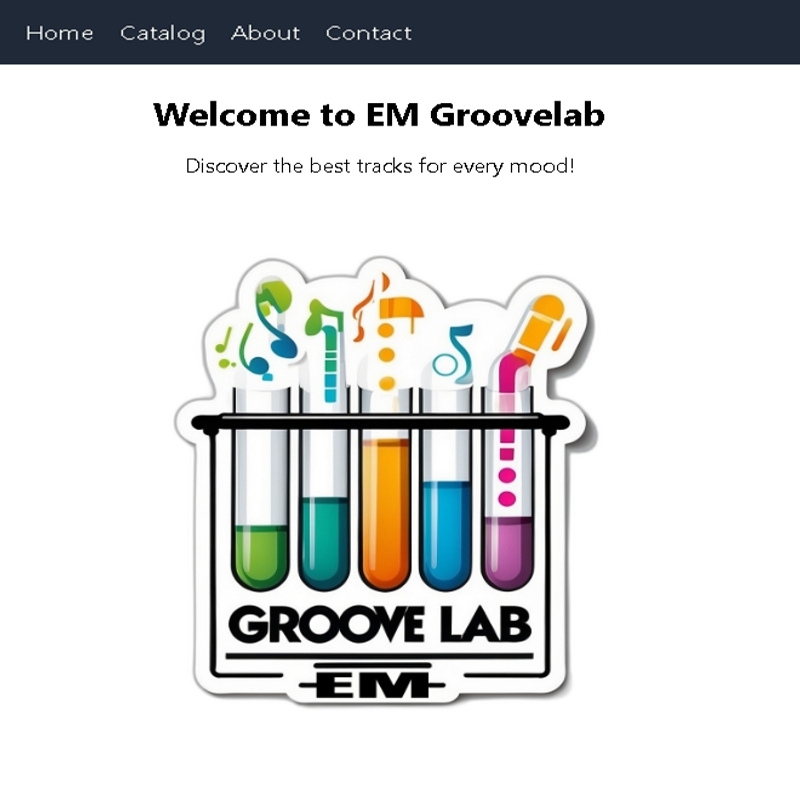 Home Catalog About Contact
Welcome to EM Groovelab
Discover the best tracks for every mood!
GROOVE LAB
EM